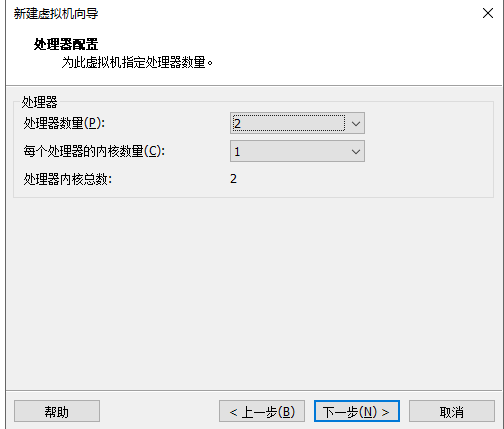 新建虚拟机向导
处理器配置
为此虚拟机指定处理器数量。
处理器
处理器数量(P): 2
每个处理器的内核数量(C): 1
处理器内核总数: 2
帮助 < 上一步(B) 下一步(N) > 取消